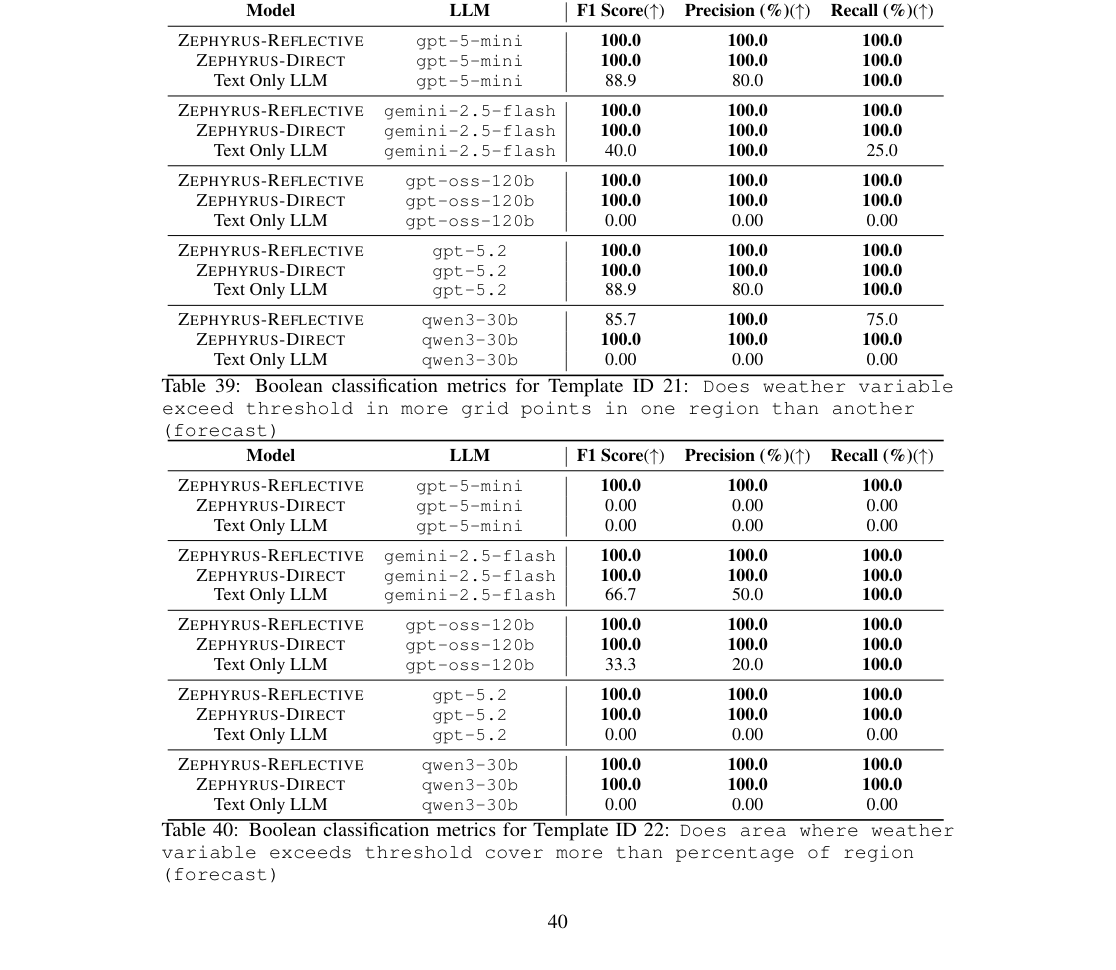 Model LLM F1 Score(↑) Precision (%)(↑) Recall (%)(↑)
ZEPHYRUS-REFLECTIVE gpt-5-mini 100.0 100.0 100.0
ZEPHYRUS-DIRECT gpt-5-mini 100.0 100.0 100.0
Text Only LLM gpt-5-mini 88.9 80.0 100.0
ZEPHYRUS-REFLECTIVE gemini-2.5-flash 100.0 100.0 100.0
ZEPHYRUS-DIRECT gemini-2.5-flash 100.0 100.0 100.0
Text Only LLM gemini-2.5-flash 40.0 100.0 25.0
ZEPHYRUS-REFLECTIVE gpt-oss-120b 100.0 100.0 100.0
ZEPHYRUS-DIRECT gpt-oss-120b 100.0 100.0 100.0
Text Only LLM gpt-oss-120b 0.00 0.00 0.00
ZEPHYRUS-REFLECTIVE gpt-5.2 100.0 100.0 100.0
ZEPHYRUS-DIRECT gpt-5.2 100.0 100.0 100.0
Text Only LLM gpt-5.2 88.9 80.0 100.0
ZEPHYRUS-REFLECTIVE qwen3-30b 85.7 100.0 75.0
ZEPHYRUS-DIRECT qwen3-30b 100.0 100.0 100.0
Text Only LLM qwen3-30b 0.00 0.00 0.00
Table 39: Boolean classification metrics for Template ID 21: Does weather variable
exceed threshold in more grid points in one region than another
(forecast)
Model LLM F1 Score(↑) Precision (%)(↑) Recall (%)(↑)
ZEPHYRUS-REFLECTIVE gpt-5-mini 100.0 100.0 100.0
ZEPHYRUS-DIRECT gpt-5-mini 0.00 0.00 0.00
Text Only LLM gpt-5-mini 0.00 0.00 0.00
ZEPHYRUS-REFLECTIVE gemini-2.5-flash 100.0 100.0 100.0
ZEPHYRUS-DIRECT gemini-2.5-flash 100.0 100.0 100.0
Text Only LLM gemini-2.5-flash 66.7 50.0 100.0
ZEPHYRUS-REFLECTIVE gpt-oss-120b 100.0 100.0 100.0
ZEPHYRUS-DIRECT gpt-oss-120b 100.0 100.0 100.0
Text Only LLM gpt-oss-120b 33.3 20.0 100.0
ZEPHYRUS-REFLECTIVE gpt-5.2 100.0 100.0 100.0
ZEPHYRUS-DIRECT gpt-5.2 100.0 100.0 100.0
Text Only LLM gpt-5.2 0.00 0.00 0.00
ZEPHYRUS-REFLECTIVE qwen3-30b 100.0 100.0 100.0
ZEPHYRUS-DIRECT qwen3-30b 100.0 100.0 100.0
Text Only LLM qwen3-30b 0.00 0.00 0.00
Table 40: Boolean classification metrics for Template ID 22: Does area where weather
variable exceeds threshold cover more than percentage of region
(forecast)
40